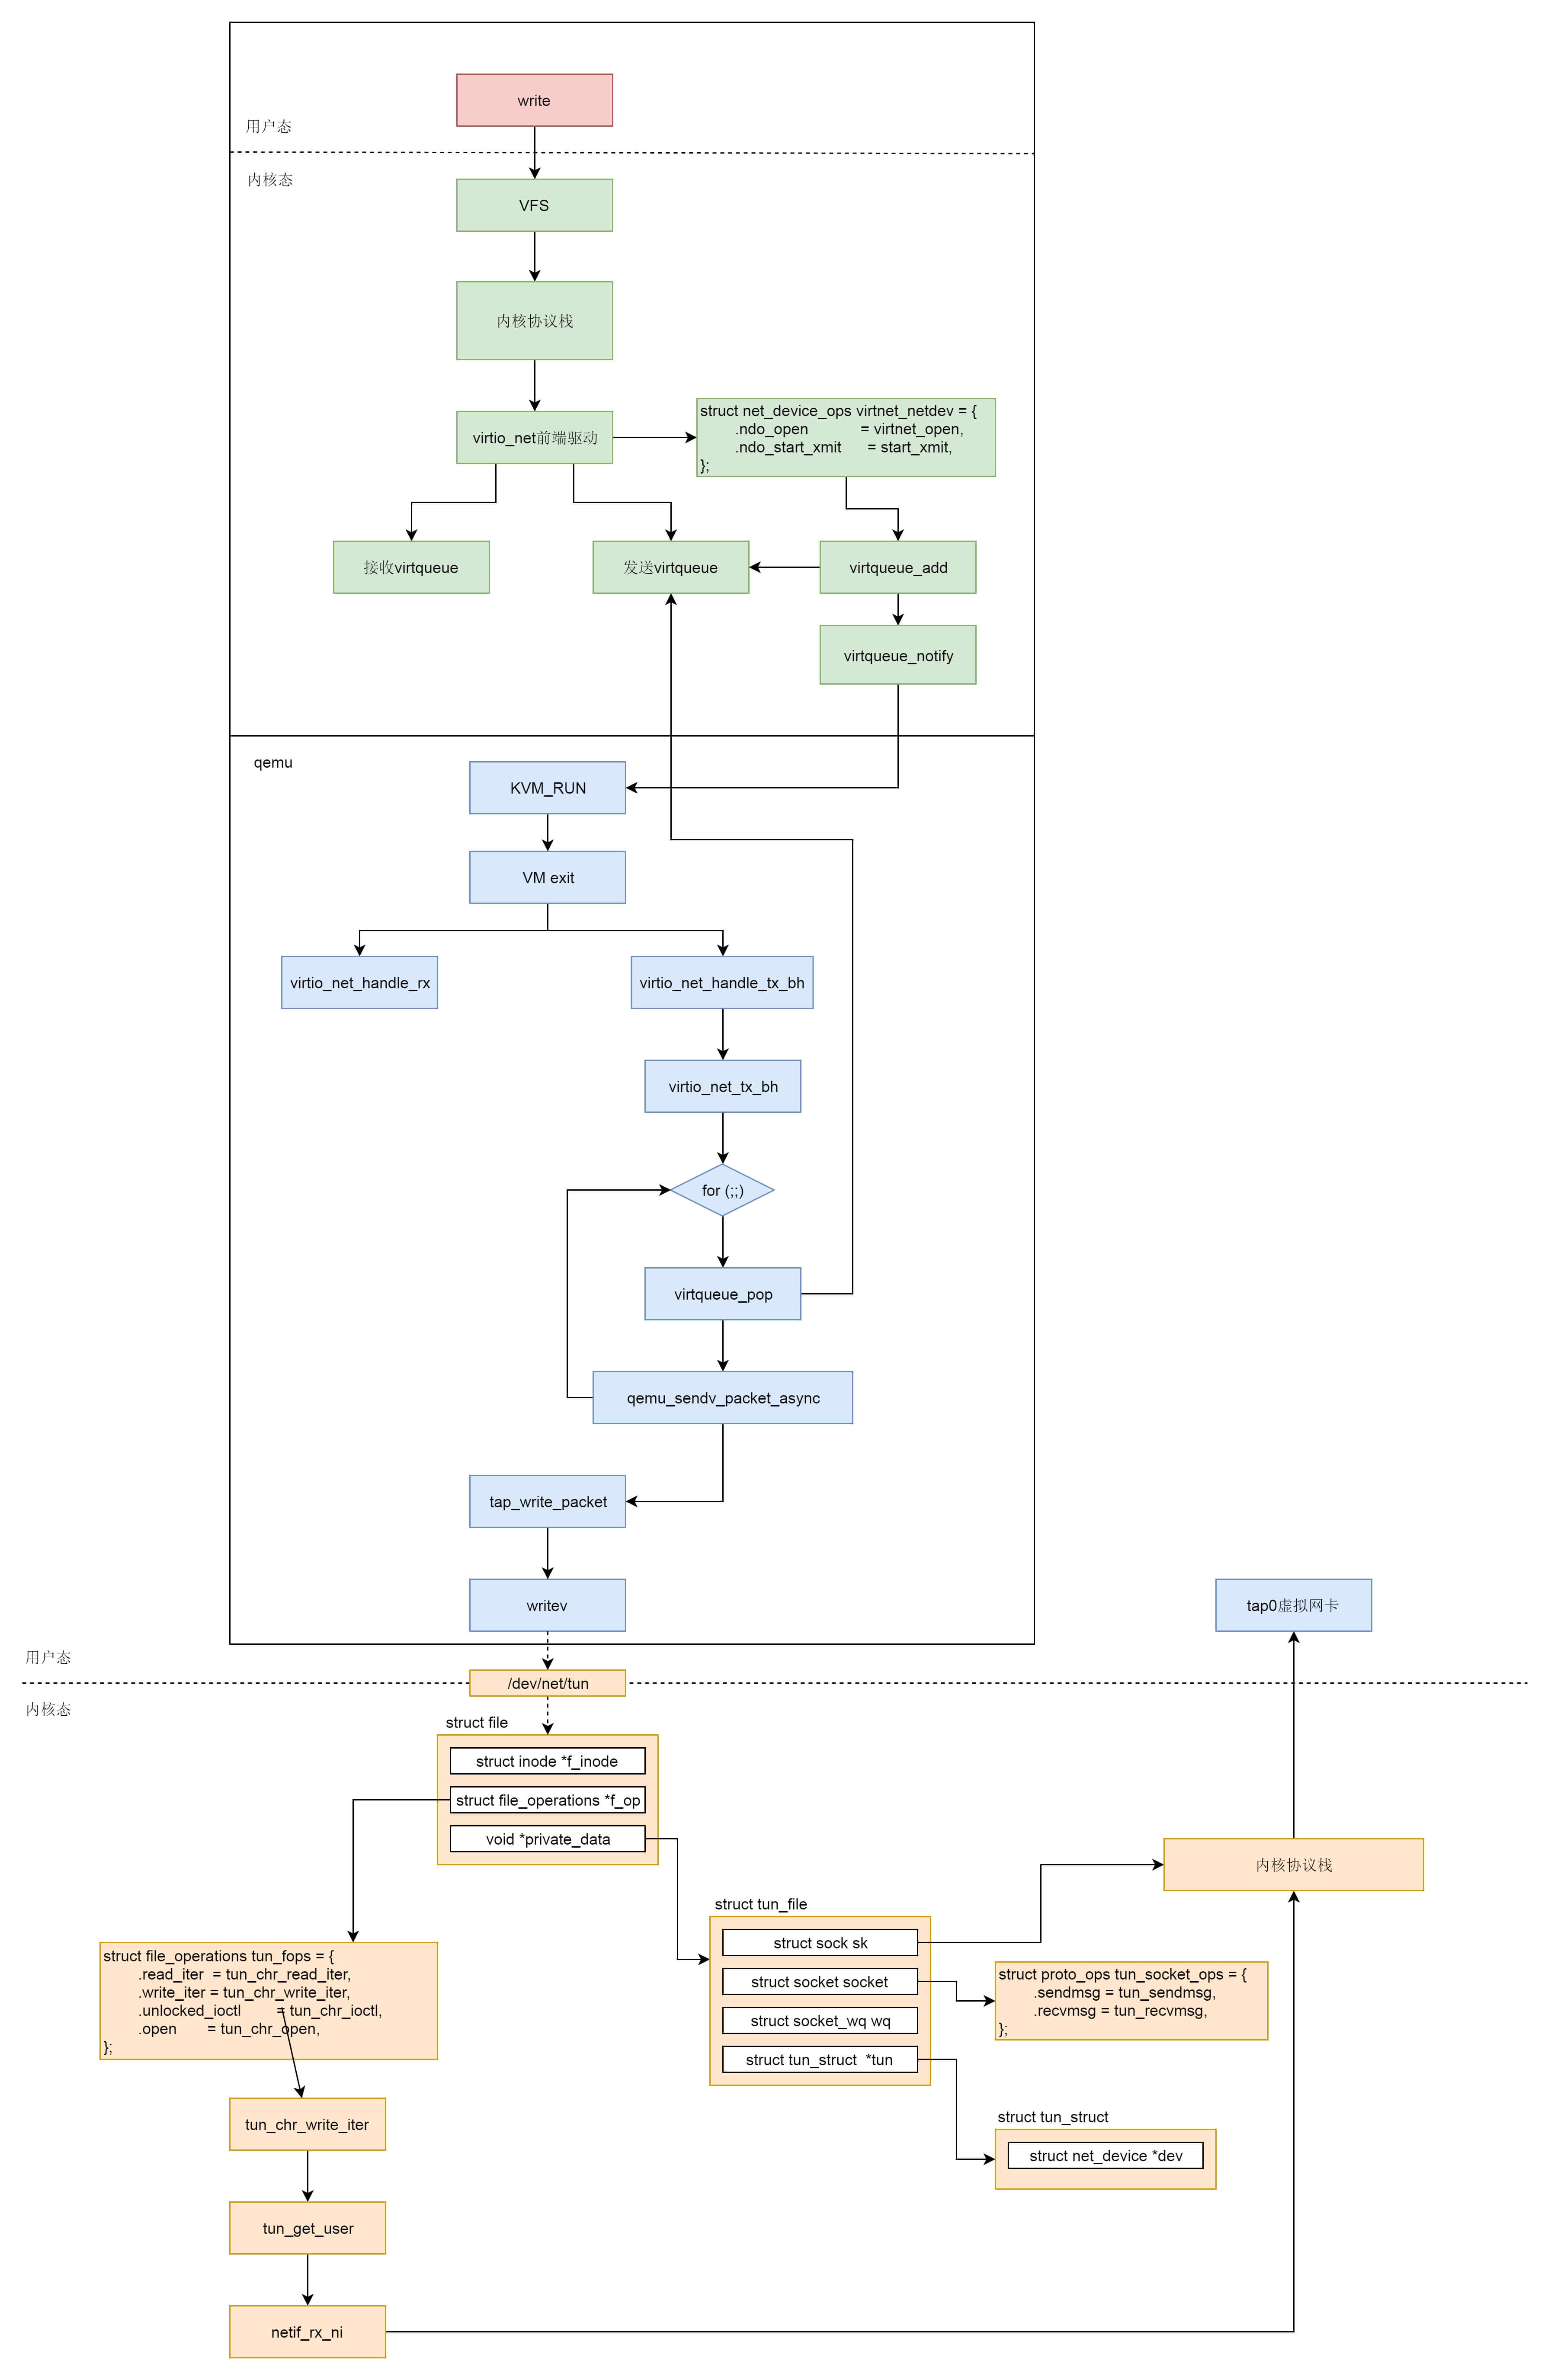 write
用户态
内核态
VFS
内核协议栈
virtio_net前端驱动
struct net_device_ops virtnet_netdev = {
.ndo_open = virtnet_open,
.ndo_start_xmit = start_xmit,
};
接收virtqueue
发送virtqueue
virtqueue_add
virtqueue_notify
qemu
KVM_RUN
VM exit
virtio_net_handle_rx
virtio_net_handle_tx_bh
virtio_net_tx_bh
for (;;)
virtqueue_pop
qemu_sendv_packet_async
tap_write_packet
writev
tap0虚拟网卡
用户态
/dev/net/tun
内核态
struct file
struct inode *f_inode
struct file_operations *f_op
void *private_data
内核协议栈
struct tun_file
struct sock sk
struct socket socket
struct socket_wq wq
struct tun_struct *tun
struct file_operations tun_fops = {
.read_iter = tun_chr_read_iter,
.write_iter = tun_chr_write_iter,
.unlocked_ioctl = tun_chr_ioctl,
.open = tun_chr_open,
};
struct proto_ops tun_socket_ops = {
.sendmsg = tun_sendmsg,
.recvmsg = tun_recvmsg,
};
struct tun_struct
struct net_device *dev
tun_chr_write_iter
tun_get_user
netif_rx_ni